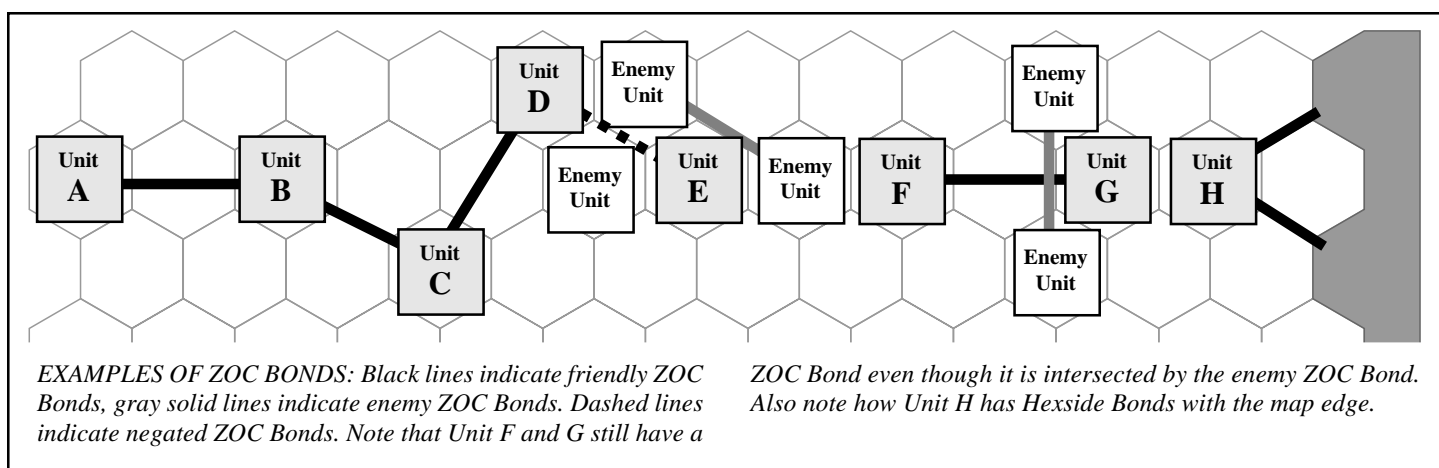 Unit
D
Enemy
Unit
Enemy
Unit
Unit
A
Unit
B
Enemy
Unit
Unit
E
Enemy
Unit
Unit
F
Unit
G
Unit
H
Unit
C
Enemy
Unit
EXAMPLES OF ZOC BONDS: Black lines indicate friendly ZOC
Bonds, gray solid lines indicate enemy ZOC Bonds. Dashed lines
indicate negated ZOC Bonds. Note that Unit F and G still have a
ZOC Bond even though it is intersected by the enemy ZOC Bond.
Also note how Unit H has Hexside Bonds with the map edge.